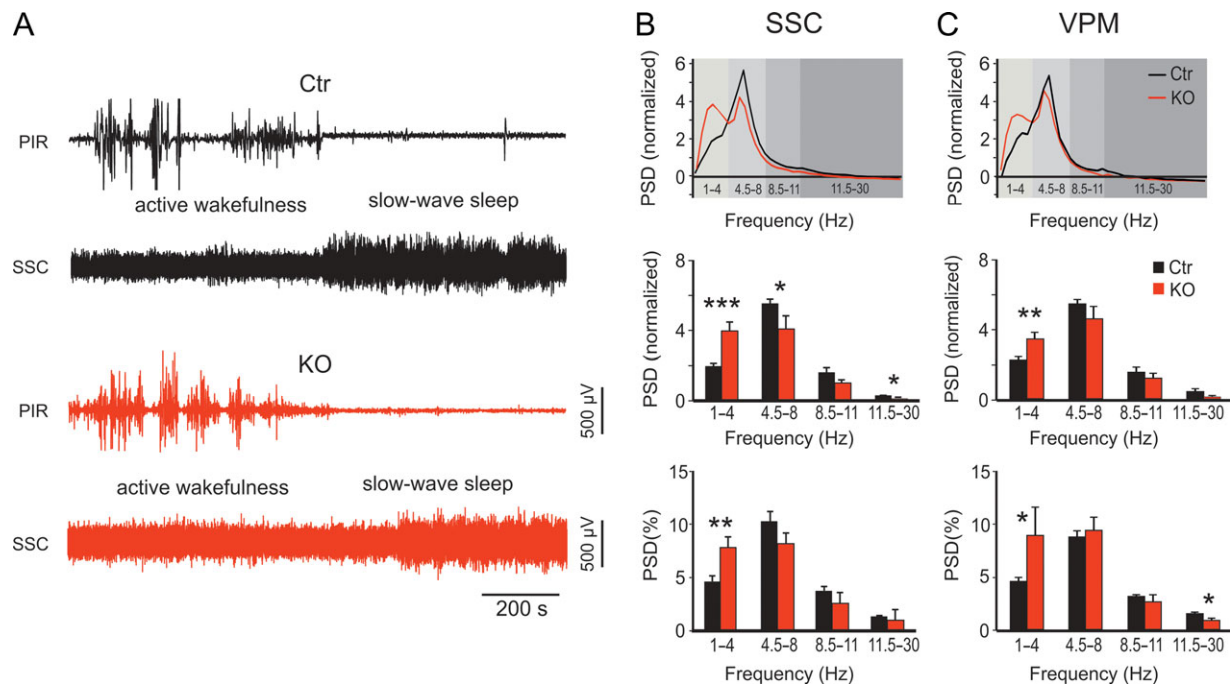 A
Ctr
PIR
active wakefulness
slow-wave sleep
SSC
KO
PIR
500 µV
active wakefulness
slow-wave sleep
SSC
500 µV
200 s
B
SSC
PSD (normalized)
6
4
2
0
1–4
4.5–8
8.5–11
11.5–30
Frequency (Hz)
PSD (normalized)
8
4
0
***
*
*
1–4
4.5–8
8.5–11
11.5–30
Frequency (Hz)
PSD(%)
15
10
5
0
**
1–4
4.5–8
8.5–11
11.5–30
Frequency (Hz)
C
VPM
PSD (normalized)
6
4
2
0
Ctr
KO
1–4
4.5–8
8.5–11
11.5–30
Frequency (Hz)
PSD (normalized)
8
4
0
Ctr
KO
**
1–4
4.5–8
8.5–11
11.5–30
Frequency (Hz)
PSD(%)
15
10
5
0
*
*
1–4
4.5–8
8.5–11
11.5–30
Frequency (Hz)